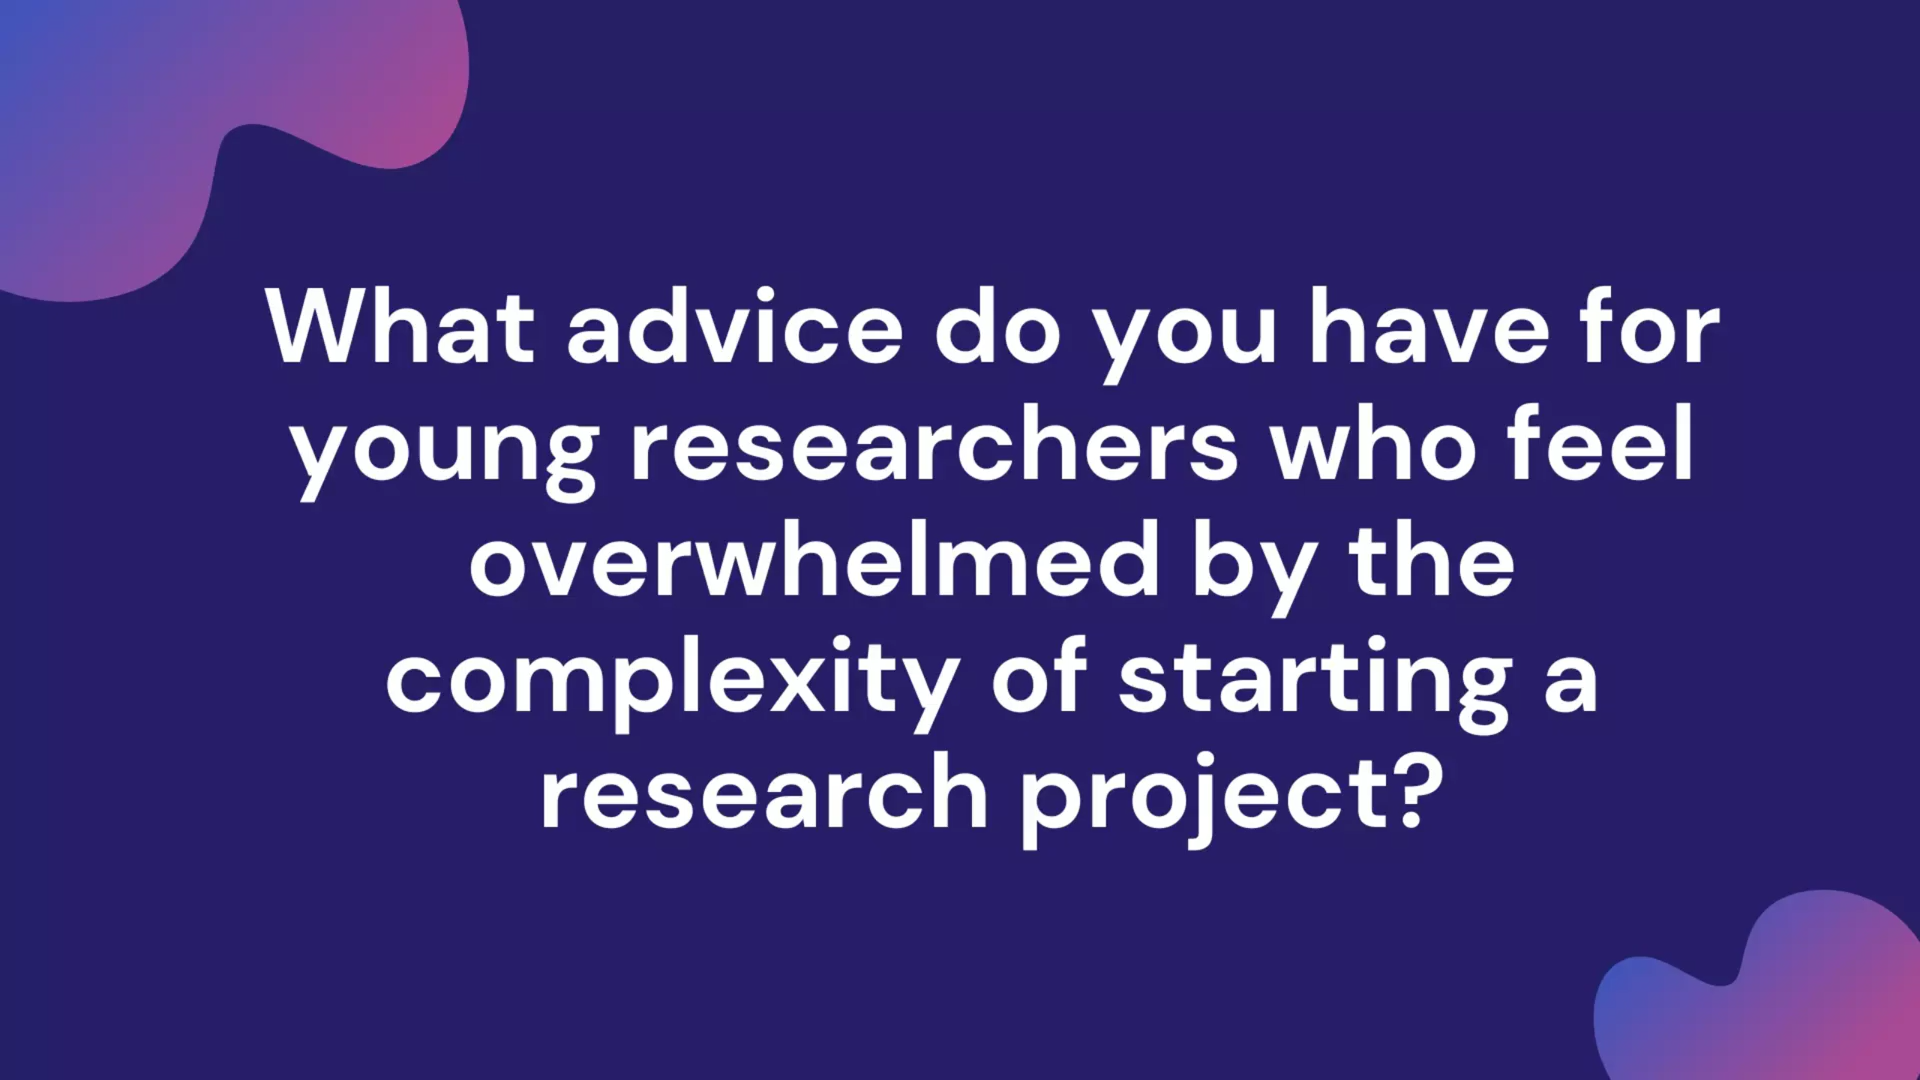 What advice do you have for
young researchers who feel
overwhelmed by the
complexity of starting a
research project?